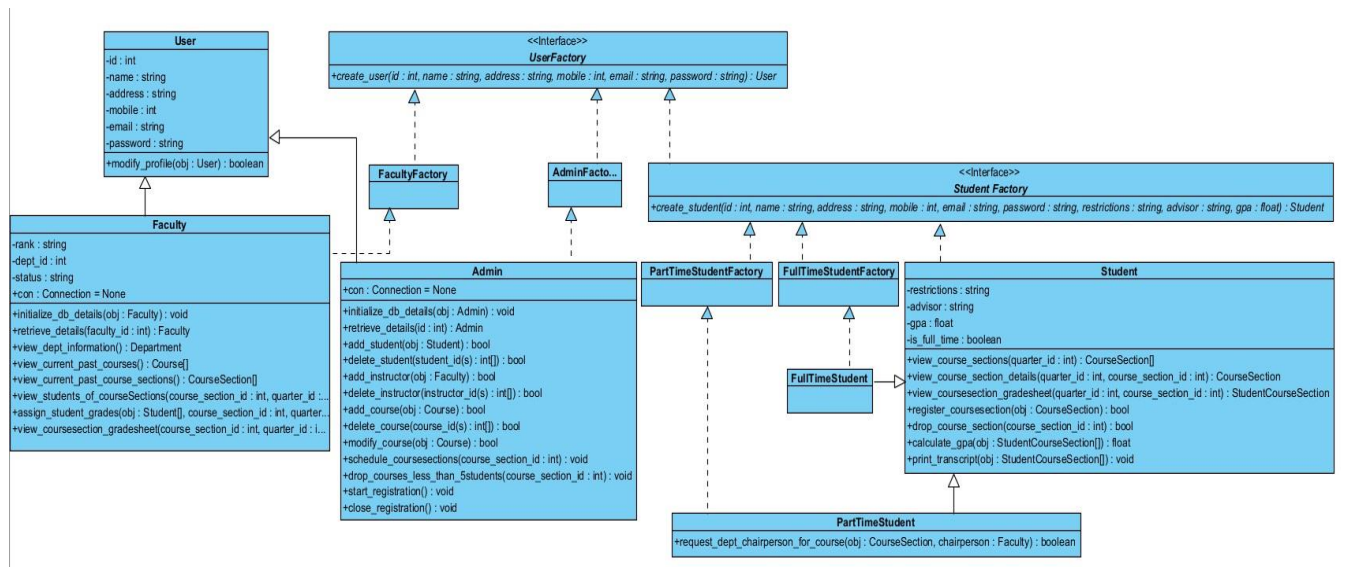 User
-id : int
-name : string
-address : string
-mobile : int
-email : string
-password : string
+modify_profile(obj : User) : boolean
<<Interface>>
UserFactory
+create_user(id : int, name : string, address : string, mobile : int, email : string, password : string) : User
FacultyFactory
AdminFacto...
<<Interface>>
Student Factory
+create_student(id : int, name : string, address : string, mobile : int, email : string, password : string, restrictions : string, advisor : string, gpa : float) : Student
Faculty
-rank : string
-dept_id : int
-status : string
+con : Connection = None
+initialize_db_details(obj : Faculty) : void
+retrieve_details(faculty_id : int) : Faculty
+view_dept_information() : Department
+view_current_past_courses() : Course[]
+view_current_past_course_sections() : CourseSection[]
+view_students_of_courseSections(course_section_id : int, quarter_id :...
+assign_student_grades(obj : Student[], course_section_id : int, quarter...
+view_coursesection_gradesheet(course_section_id : int, quarter_id : i...
Admin
+con : Connection = None
+initialize_db_details(obj : Admin) : void
+retrieve_details(id : int) : Admin
+add_student(obj : Student) : bool
+delete_student(student_id(s) : int[]) : bool
+add_instructor(obj : Faculty) : bool
+delete_instructor(instructor_id(s) : int[]) : bool
+add_course(obj : Course) : bool
+delete_course(course_id(s) : int[]) : bool
+modify_course(obj : Course) : bool
+schedule_coursesections(course_section_id : int) : void
+drop_courses_less_than_5students(course_section_id : int) : void
+start_registration() : void
+close_registration() : void
PartTimeStudentFactory
FullTimeStudentFactory
FullTimeStudent
Student
-restrictions : string
-advisor : string
-gpa : float
-is_full_time : boolean
+view_course_sections(quarter_id : int) : CourseSection[]
+view_course_section_details(quarter_id : int, course_section_id : int) : CourseSection
+view_coursesection_gradesheet(quarter_id : int, course_section_id : int) : StudentCourseSection
+register_coursesection(obj : CourseSection) : bool
+drop_course_section(course_section_id : int) : bool
+calculate_gpa(obj : StudentCourseSection[]) : float
+print_transcript(obj : StudentCourseSection[]) : void
PartTimeStudent
+request_dept_chairperson_for_course(obj : CourseSection, chairperson : Faculty) : boolean